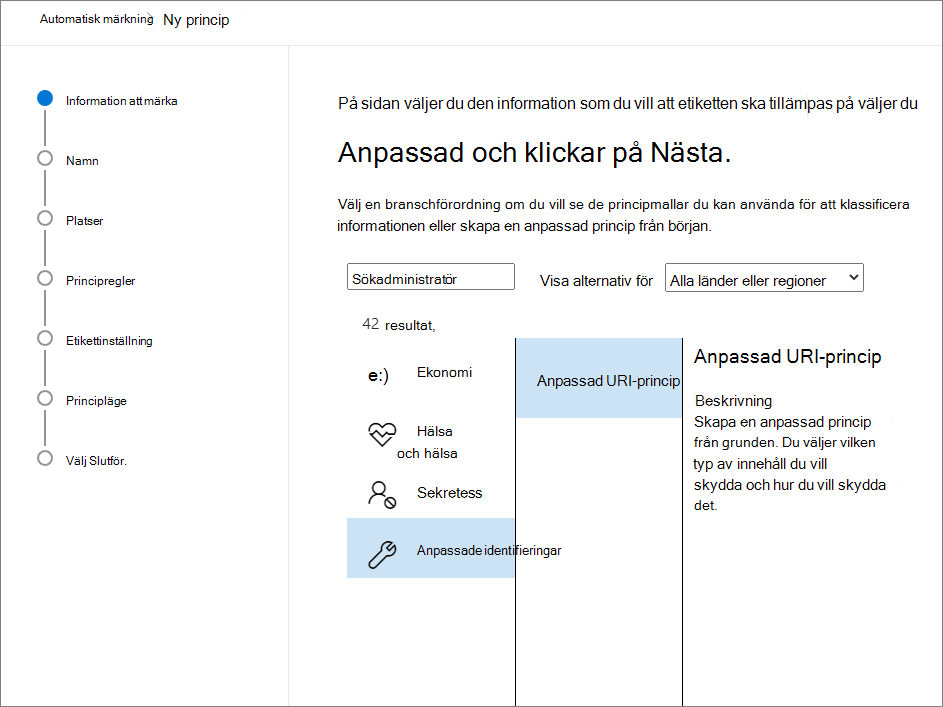 Automatisk märkning Ny princip
Information att märka
Namn
Platser
Principregler
Etikettinställning
Principläge
Välj Slutför.
På sidan väljer du den information som du vill att etiketten ska tillämpas på väljer du
Anpassad och klickar på Nästa.
Välj en branschförordning om du vill se de principmallar du kan använda för att klassificera
informationen eller skapa en anpassad princip från början.
Sökadministratör
Visa alternativ för
Alla länder eller regioner
42 resultat,
e:) Ekonomi
Hälsa
och hälsa
Sekretess
Anpassade identifieringar
Anpassad URI-princip
Anpassad URI-princip
Beskrivning
Skapa en anpassad princip
från grunden. Du väljer vilken
typ av innehåll du vill
skydda och hur du vill skydda
det.